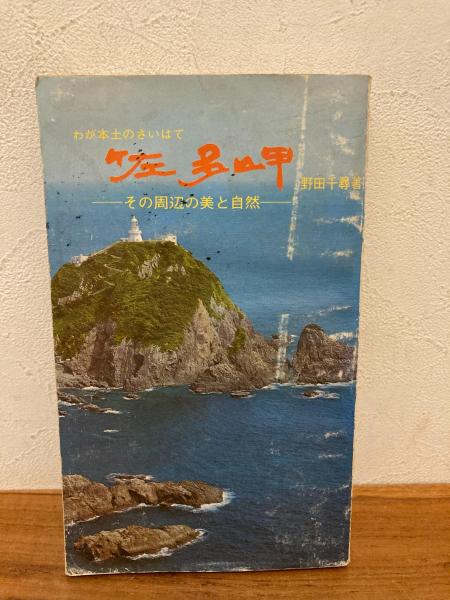 わが本土のさいはて
佐多岬
野田千尋著
―その周辺の美と自然―